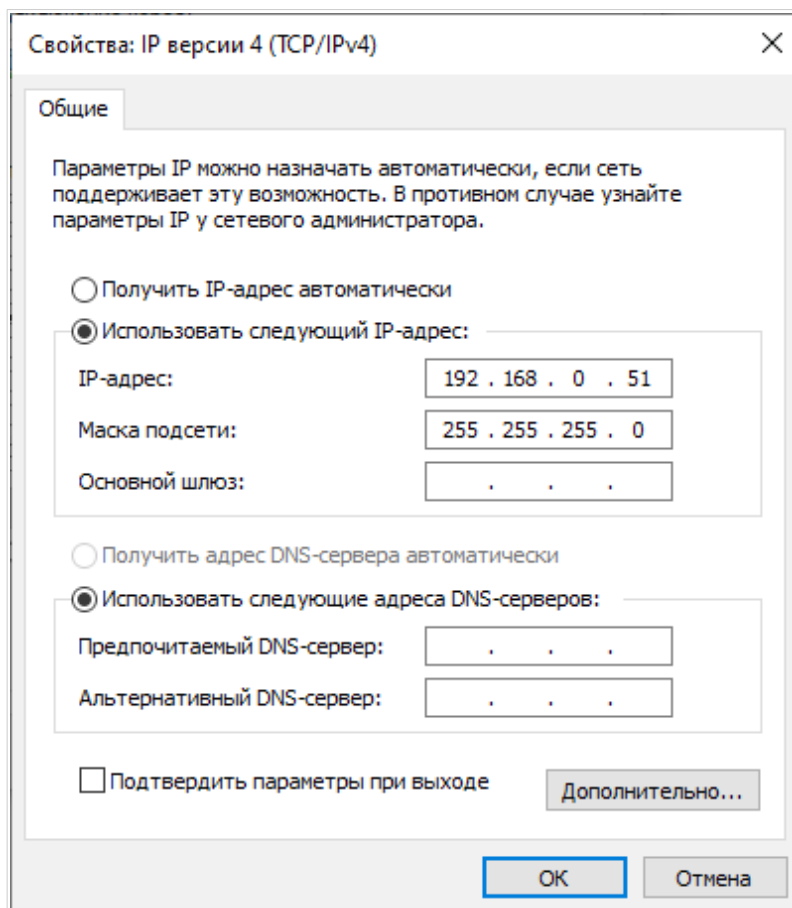 Свойства: IP версии 4 (TCP/IPv4)
Общие
Параметры IP можно назначать автоматически, если сеть
поддерживает эту возможность. В противном случае узнайте
параметры IP у сетевого администратора.
Получить IP-адрес автоматически
Использовать следующий IP-адрес:
IP-адрес: 192 . 168 . 0 . 51
Маска подсети: 255 . 255 . 255 . 0
Основной шлюз: . . .
Получить адрес DNS-сервера автоматически
Использовать следующие адреса DNS-серверов:
Предпочитаемый DNS-сервер: . . .
Альтернативный DNS-сервер: . . .
Подтвердить параметры при выходе
Дополнительно...
ОК Отмена